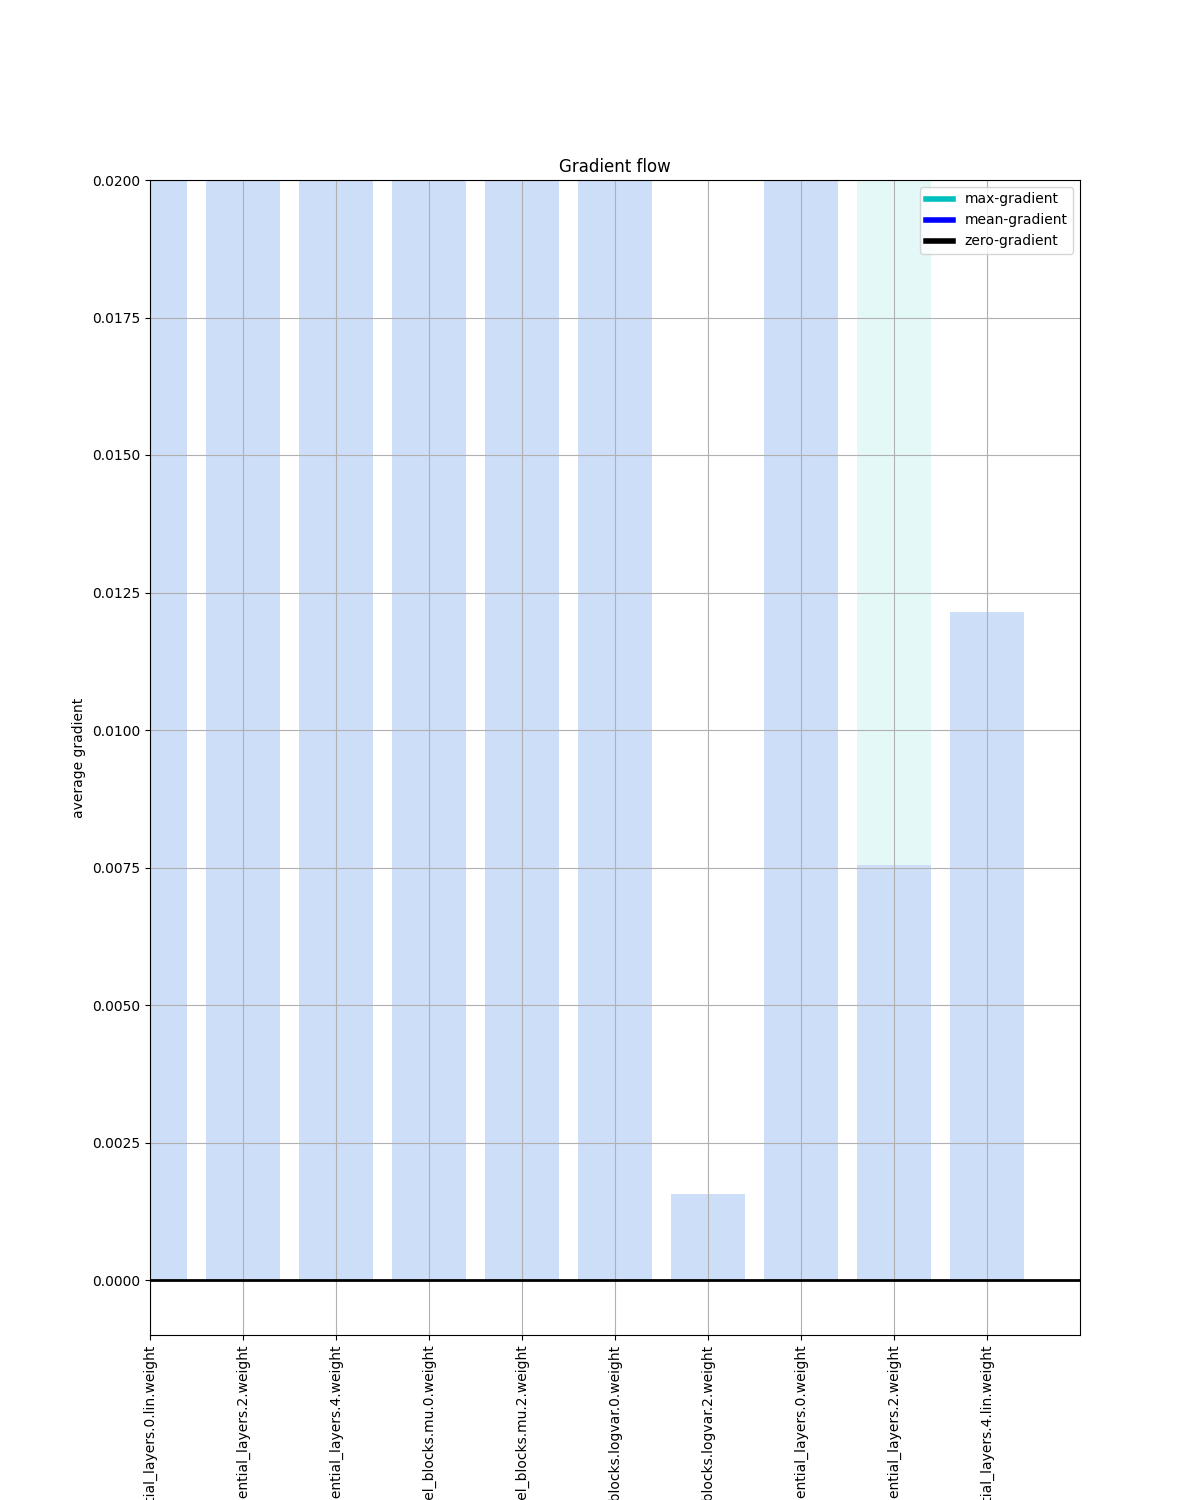 Gradient flow
max-gradient
mean-gradient
zero-gradient
0.0200
0.0175
0.0150
0.0125
0.0100
0.0075
0.0050
0.0025
0.0000
average gradient
tial_layers.0.lin.weight
ential_layers.2.weight
ential_layers.4.weight
el_blocks.mu.0.weight
el_blocks.mu.2.weight
blocks.logvar.0.weight
blocks.logvar.2.weight
ential_layers.0.weight
ential_layers.2.weight
tial_layers.4.lin.weight